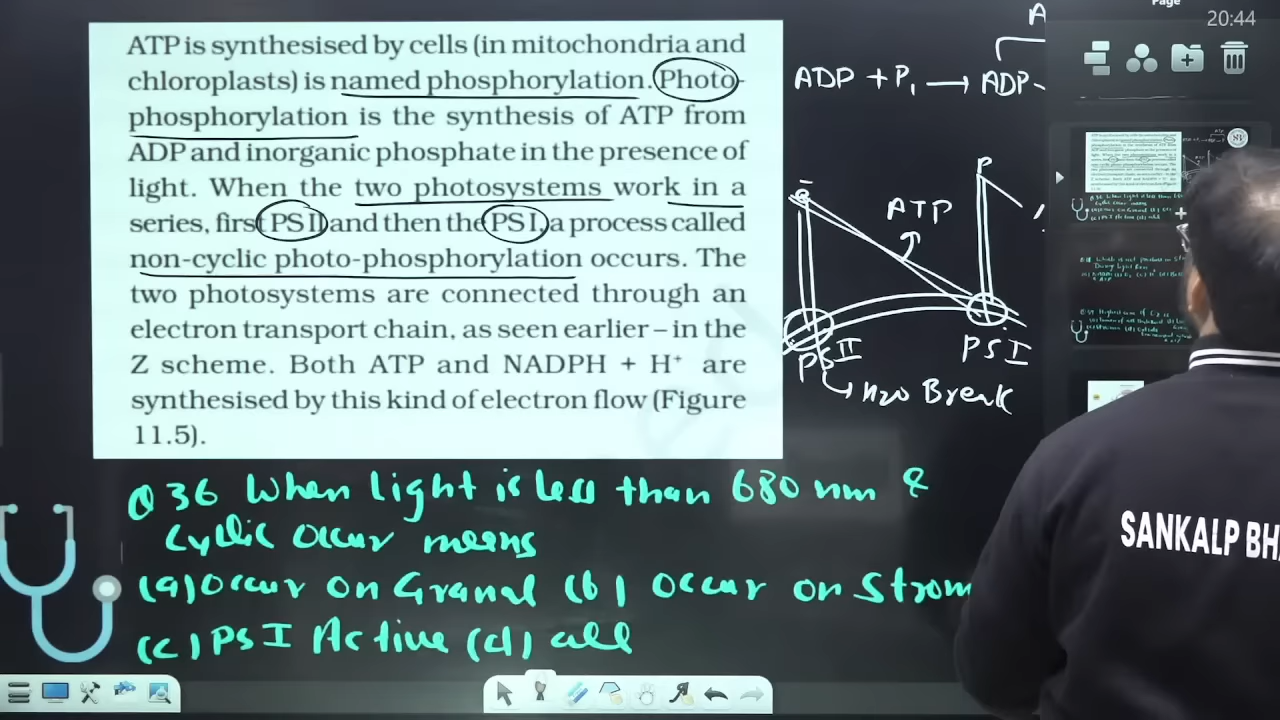 Page
20:44
ATP is synthesised by cells (in mitochondria and
chloroplasts) is named phosphorylation. Photo-
phosphorylation is the synthesis of ATP from
ADP and inorganic phosphate in the presence of
light. When the two photosystems work in a
series, first PS II and then the PS I, a process called
non-cyclic photo-phosphorylation occurs. The
two photosystems are connected through an
electron transport chain, as seen earlier – in the
Z scheme. Both ATP and NADPH + H⁺ are
synthesised by this kind of electron flow (Figure
11.5).
ADP + Pi → ADP-
ATP
PS II
PS I
H2O Break
Q36 When light is less than 680 nm &
Cyclic Occur means
(a) Occur on Granal (b) Occur on Strom
(c) PS I Active (d) all
SANKALP BH